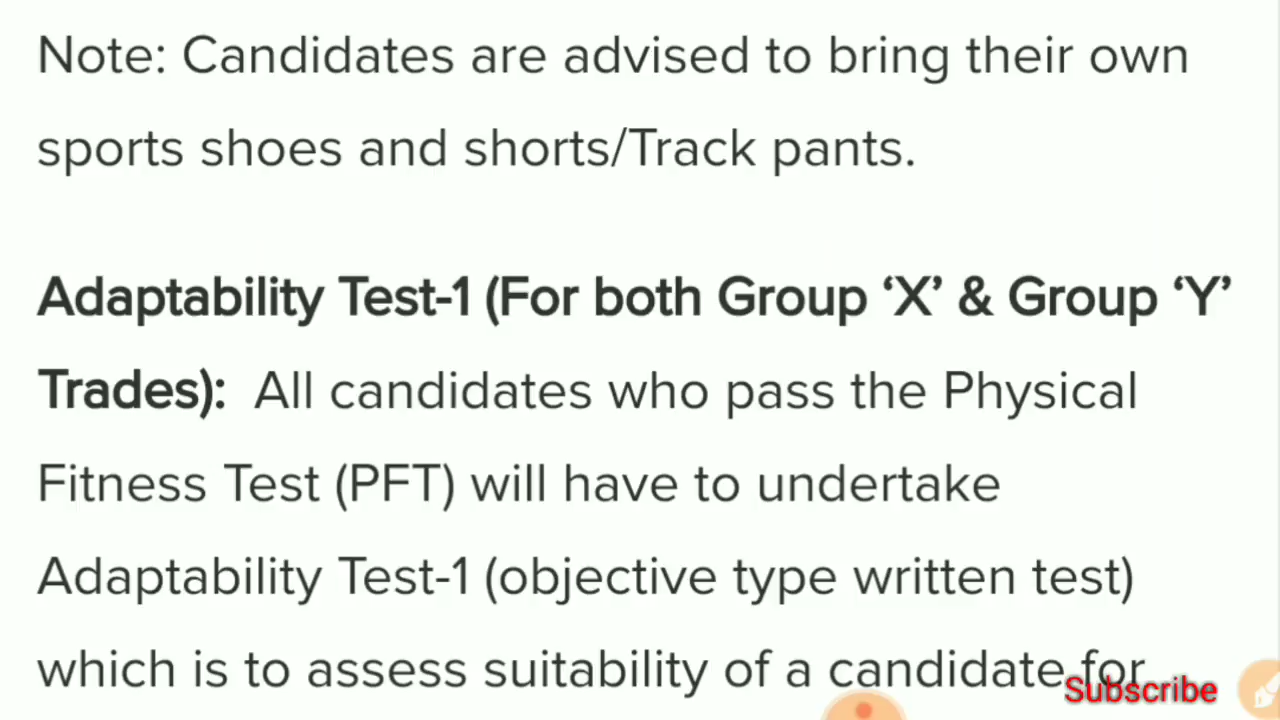 Note: Candidates are advised to bring their own
sports shoes and shorts/Track pants.
Adaptability Test-1 (For both Group ‘X’ & Group ‘Y’
Trades):  All candidates who pass the Physical
Fitness Test (PFT) will have to undertake
Adaptability Test-1 (objective type written test)
which is to assess suitability of a candidate for
Subscribe